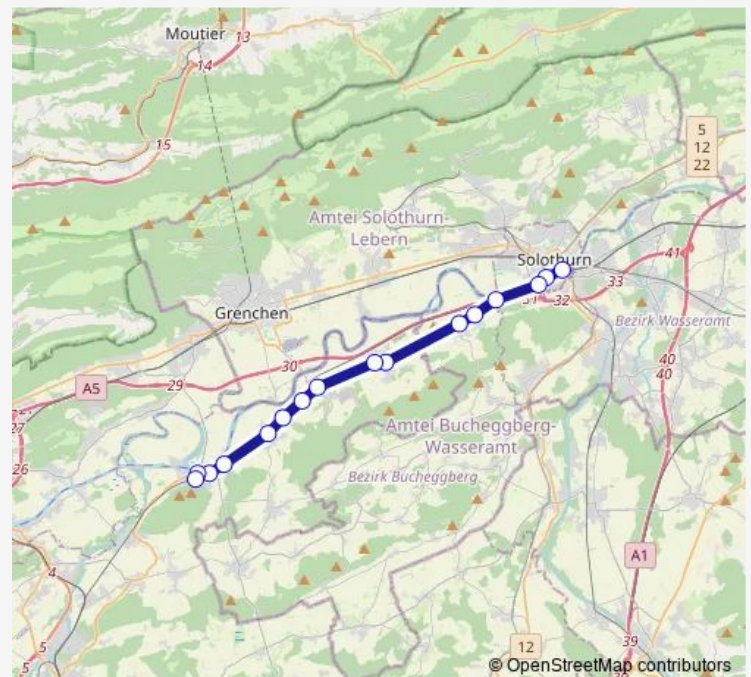 Moutier
13
14
15
5
12
22
Amtei Solothurn-
Lebern
Solothurn
41
33
31
32
Grenchen
Bezirk Wasseramt
30
A5
29
40
40
27
Amtei Bucheggberg-
Wasseramt
26
Bezirk Bucheggberg
A1
4
5
5
12
39
© OpenStreetMap contributors